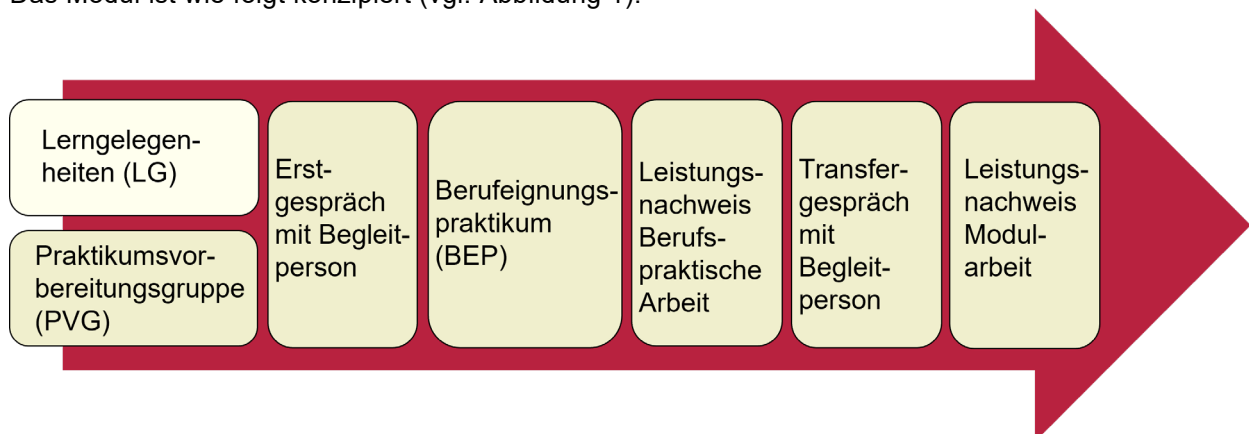 Das Modul ist wie folgt konzipiert (vgl. Abbildung 1):
Lerngelegen-
heiten (LG)
Praktikumsvor-
bereitungsgruppe
(PVG)
Erst-
gespräch
mit Begleit-
person
Berufeignungs-
praktikum
(BEP)
Leistungs-
nachweis
Berufs-
praktische
Arbeit
Transfer-
gespräch
mit
Begleit-
person
Leistungs-
nachweis
Modul-
arbeit